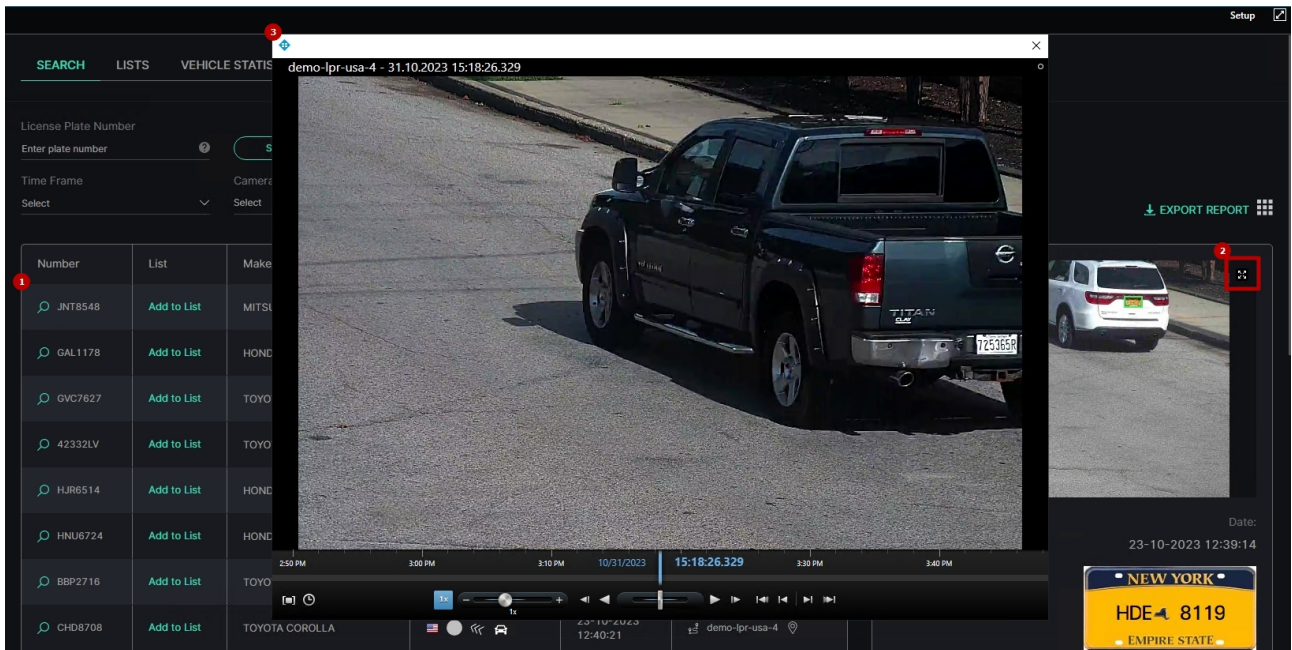 Setup
3
SEARCH LISTS VEHICLE STATIS
demo-lpr-usa-4 - 31.10.2023 15:18:26.329
License Plate Number
Enter plate number
S
Time Frame Camera
Select Select
EXPORT REPORT
2
Number List Make
1
JNT8548 Add to List MITSU
GAL1178 Add to List HOND
GVC7627 Add to List TOYO
42332LV Add to List TOYO
HJR6514 Add to List HOND
HNU6724 Add to List HOND
BBP2716 Add to List TOYO
CHD8708 Add to List TOYOTA COROLLA 23-10-2023 12:40:21 demo-lpr-usa-4
TITAN
725365R
2:50 PM 3:00 PM 3:10 PM 10/31/2023 15:18:26.329 3:30 PM 3:40 PM
1x
1x
Date:
23-10-2023 12:39:14
NEW YORK
HDE 8119
EMPIRE STATE